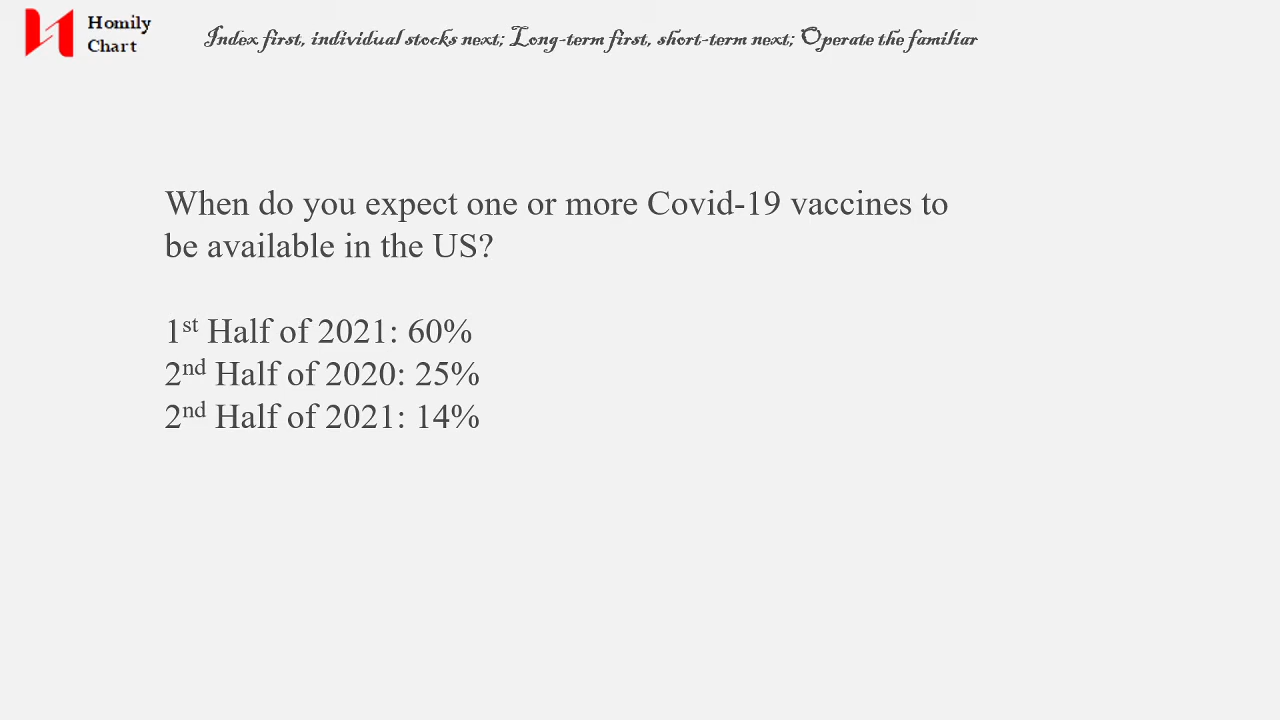 Homily
Chart
Index first, individual stocks next; Long-term first, short-term next; Operate the familiar
When do you expect one or more Covid-19 vaccines to
be available in the US?
1st Half of 2021: 60%
2nd Half of 2020: 25%
2nd Half of 2021: 14%